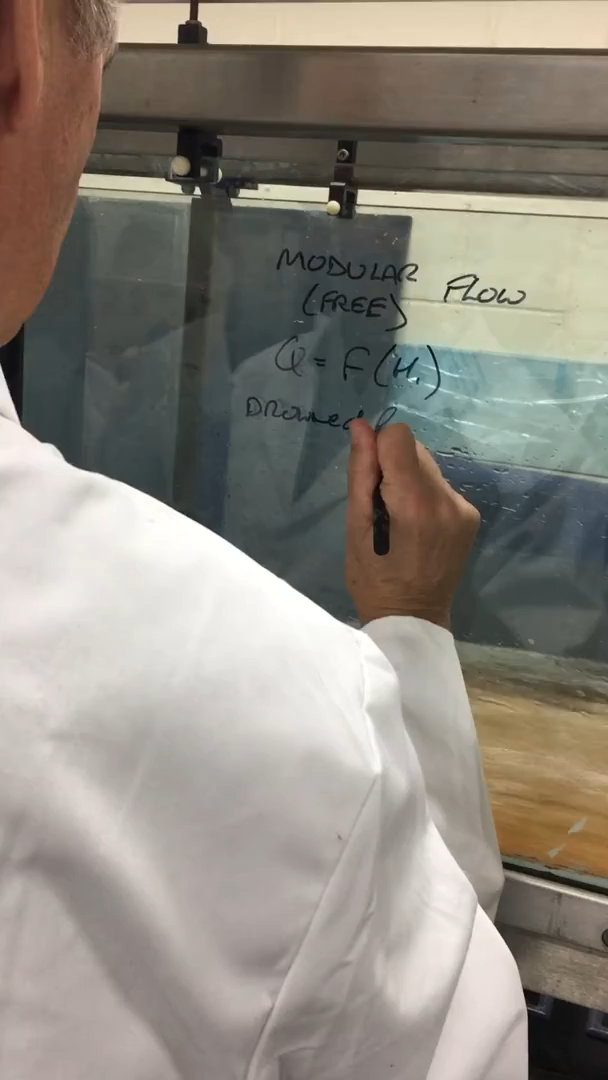 MODULAR FLOW
(FREE)
Q = F(H₁)
DROWNED